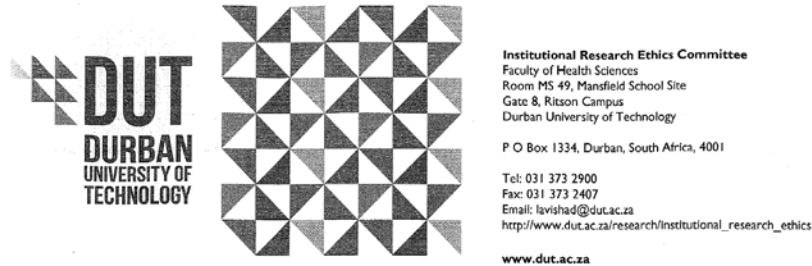 DUT
DURBAN
UNIVERSITY OF
TECHNOLOGY
Institutional Research Ethics Committee
Faculty of Health Sciences
Room MS 49, Mansfield School Site
Gate 8, Ritson Campus
Durban University of Technology
P O Box 1334, Durban, South Africa, 4001
Tel: 031 373 2900
Fax: 031 373 2407
Email: lavishad@dut.ac.za
http://www.dut.ac.za/research/institutional_research_ethics
www.dut.ac.za